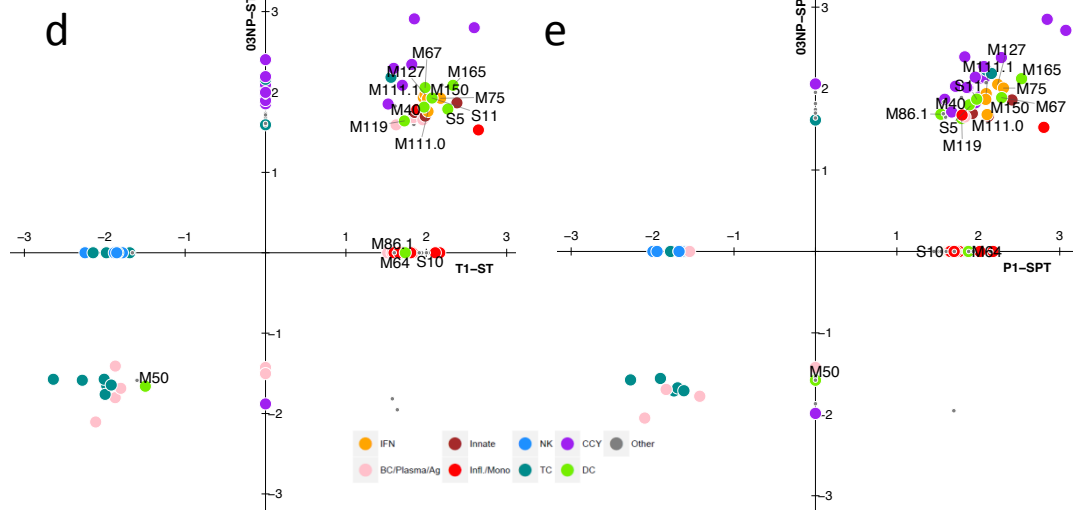 d
03NP−ST
M67
M127
M165
M111.1
M150
M75
M40
S5
S11
M119
M111.0
2
1
−3
−2
−1
1
2
3
M86.1
M64
S10
T1−ST
−1
M50
−2
−3
e
03NP−SPT
3
M127
M111.1
M165
S11
M75
2
M40
M150
M67
M86.1
S5
M111.0
M119
1
−3
−2
−1
1
2
3
S10
M64
P1−SPT
−1
M50
−2
−3
IFN
Innate
NK
CCY
Other
BC/Plasma/Ag
Infl./Mono
TC
DC